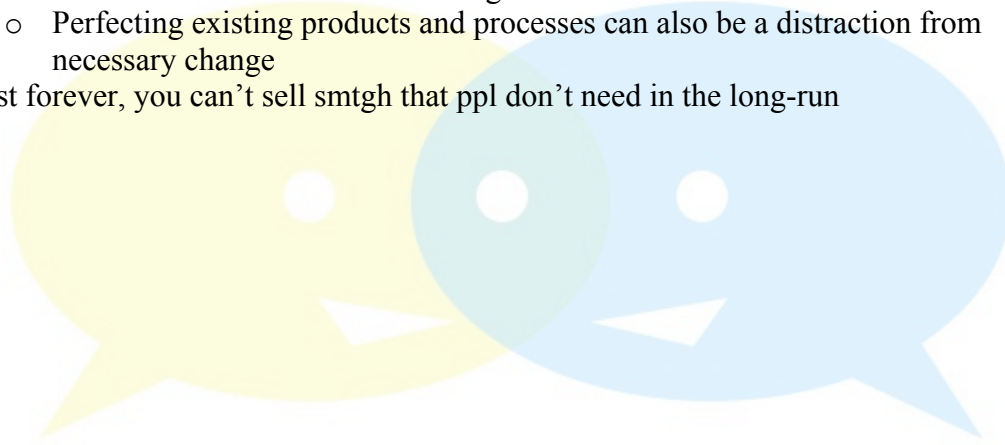 o Perfecting existing products and processes can also be a distraction from
necessary change
st forever, you can’t sell smtgh that ppl don’t need in the long-run